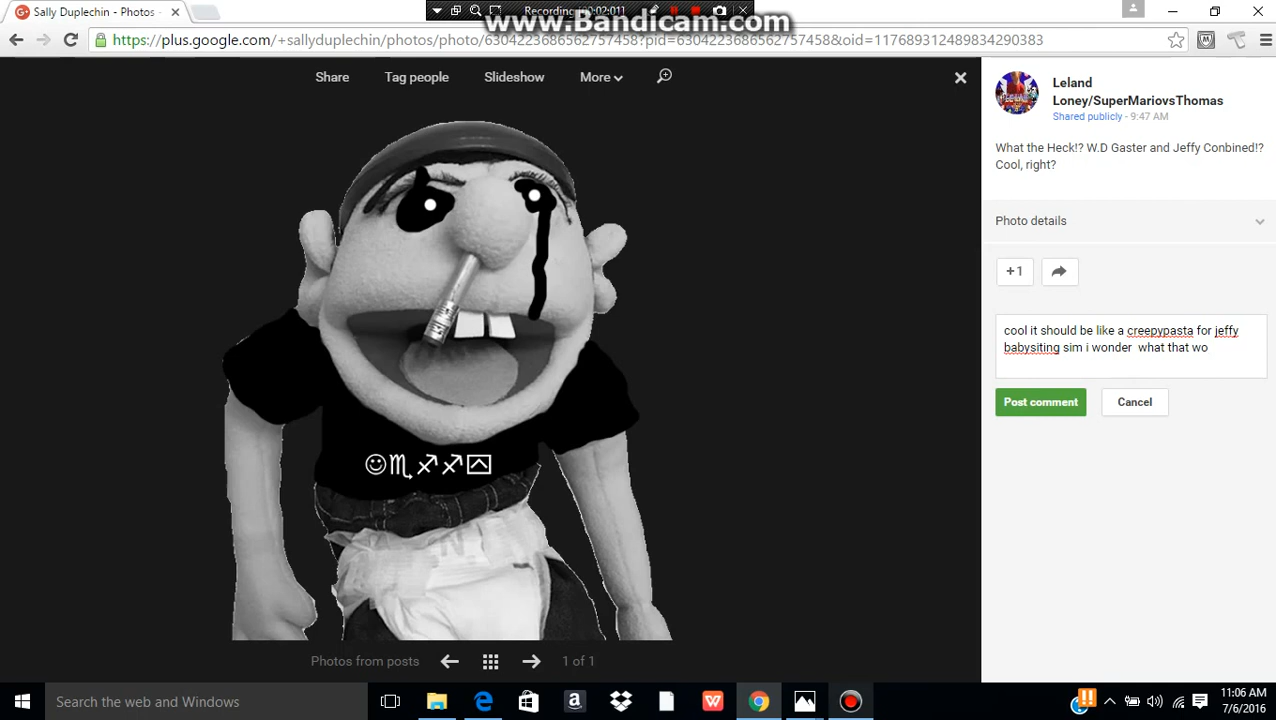 Sally Duplechin - Photos -
Recording [00:02:01]
www.Bandicam.com
https://plus.google.com/+sallyduplechin/photos/photo/6304223686562757458?pid=6304223686562757458&oid=117689312489834290383
Share Tag people Slideshow More
Leland
Loney/SuperMariovsThomas
Shared publicly - 9:47 AM
What the Heck!? W.D Gaster and Jeffy Conbined!?
Cool, right?
Photo details
+1
cool it should be like a creepypasta for jeffy
babysiting sim i wonder what that wo
Post comment Cancel
☺♏♐♐⍓
Photos from posts 1 of 1
Search the web and Windows
11:06 AM
7/6/2016